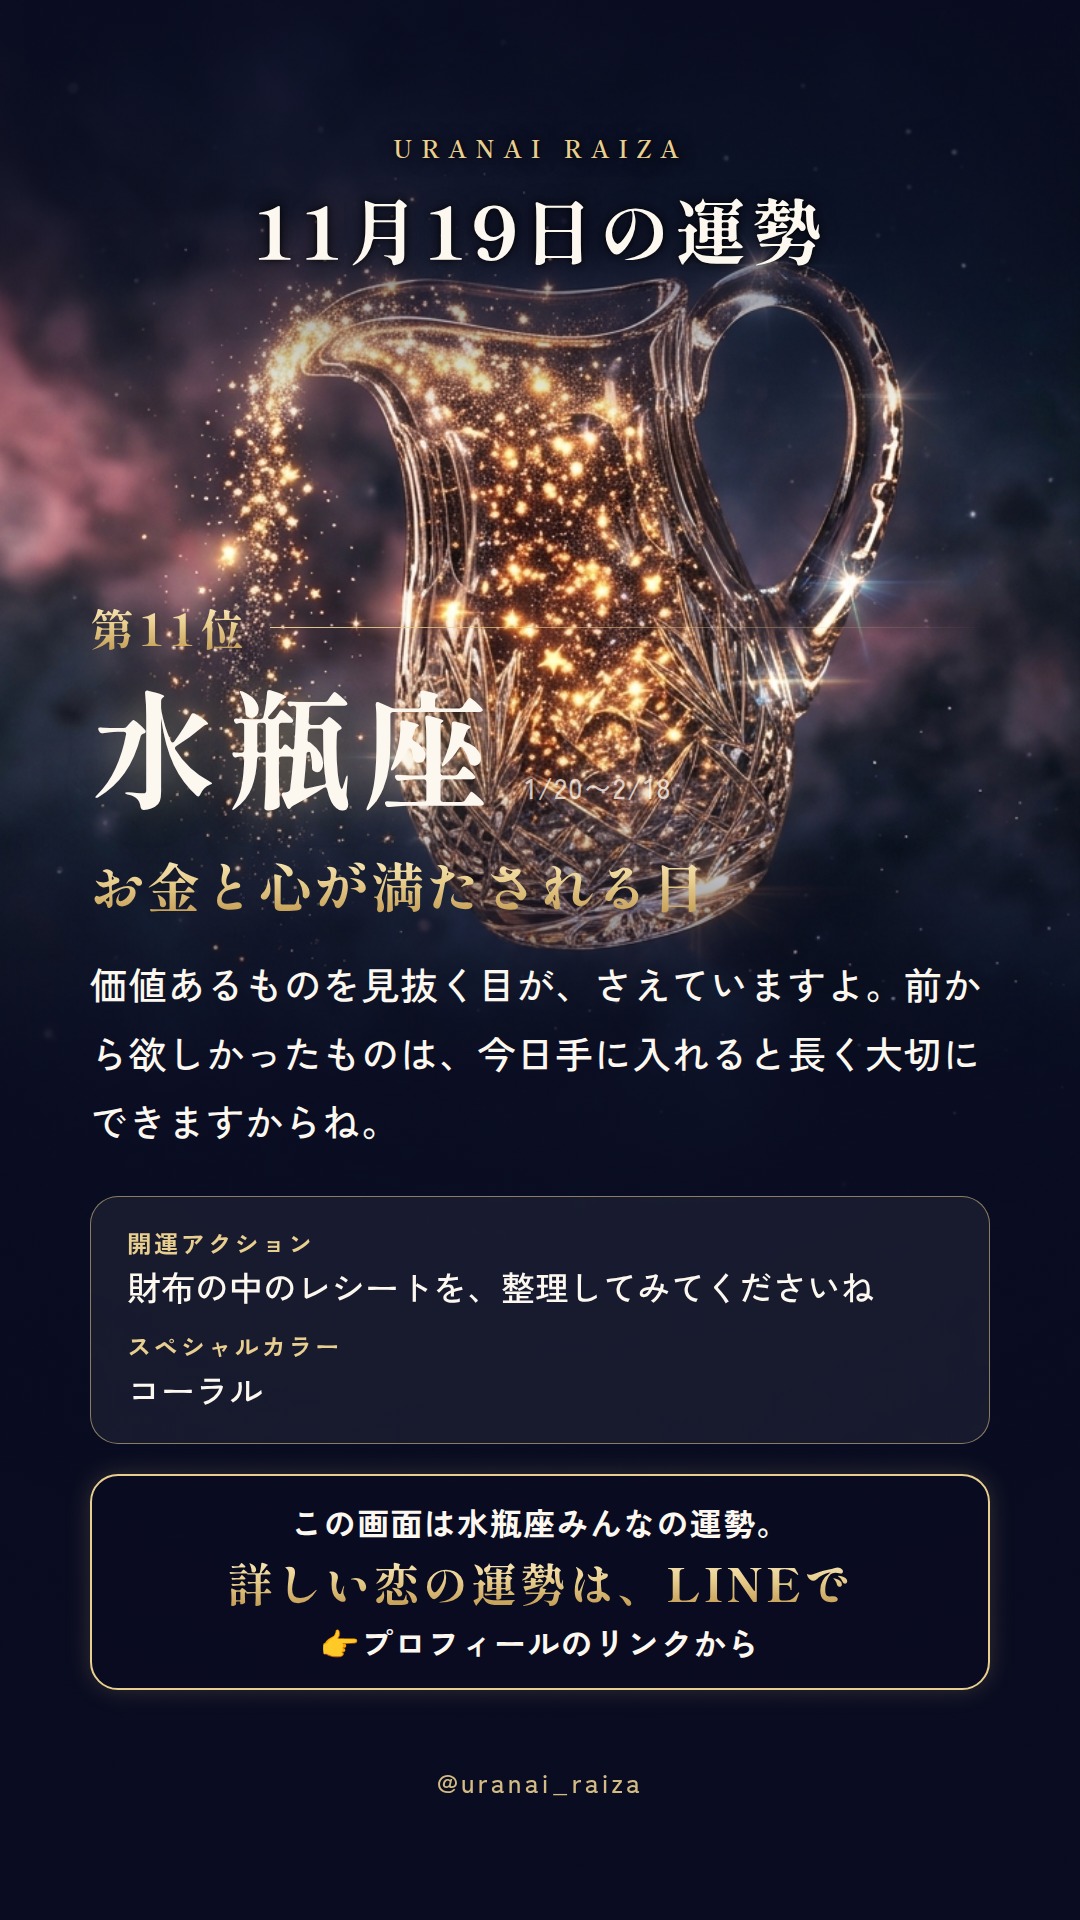 URANAI RAIZA
11月19日の運勢
第11位
水瓶座 1/20〜2/18
お金と心が満たされる日
価値あるものを見抜く目が、さえていますよ。前か
ら欲しかったものは、今日手に入れると長く大切に
できますからね。
開運アクション
財布の中のレシートを、整理してみてくださいね
スペシャルカラー
コーラル
この画面は水瓶座みんなの運勢。
詳しい恋の運勢は、LINEで
👉プロフィールのリンクから
@uranai_raiza